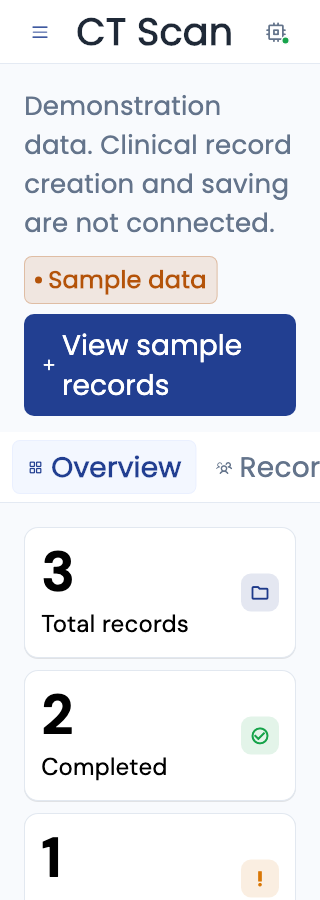 CT Scan
Demonstration
data. Clinical record
creation and saving
are not connected.
• Sample data
+ View sample
records
Overview
Recor
3
Total records
2
Completed
1